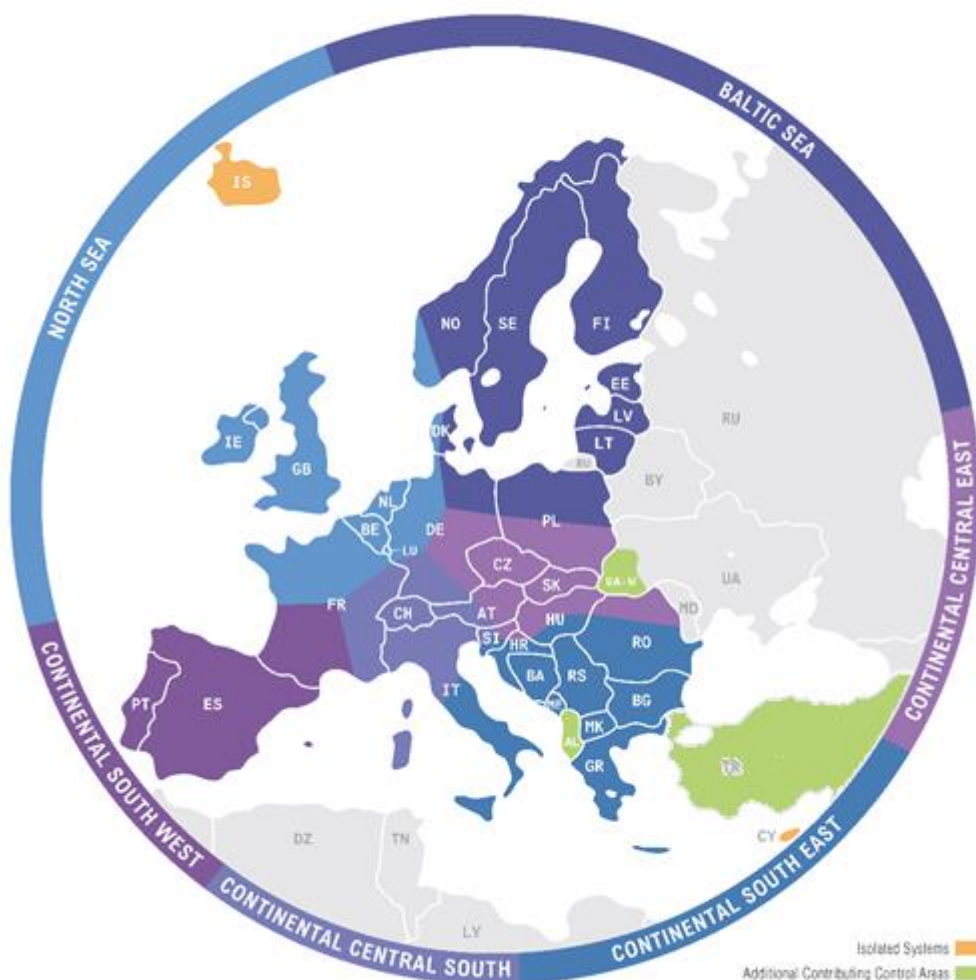 BALTIC SEA
IS
NORTH SEA
NO
SE
FI
EE
RU
LV
IE
DK
LT
GB
RU
BY
NL
BE
DE
PL
LU
CZ
UA-W
UA
SK
FR
CH
AT
HU
MD
SI
HR
RO
CONTINENTAL CENTRAL EAST
PT
ES
IT
BA
RS
BG
MK
AL
GR
TR
CONTINENTAL SOUTH WEST
DZ
TN
CY
CONTINENTAL SOUTH EAST
CONTINENTAL CENTRAL SOUTH
LY
Isolated Systems
Additional Contributing Control Areas